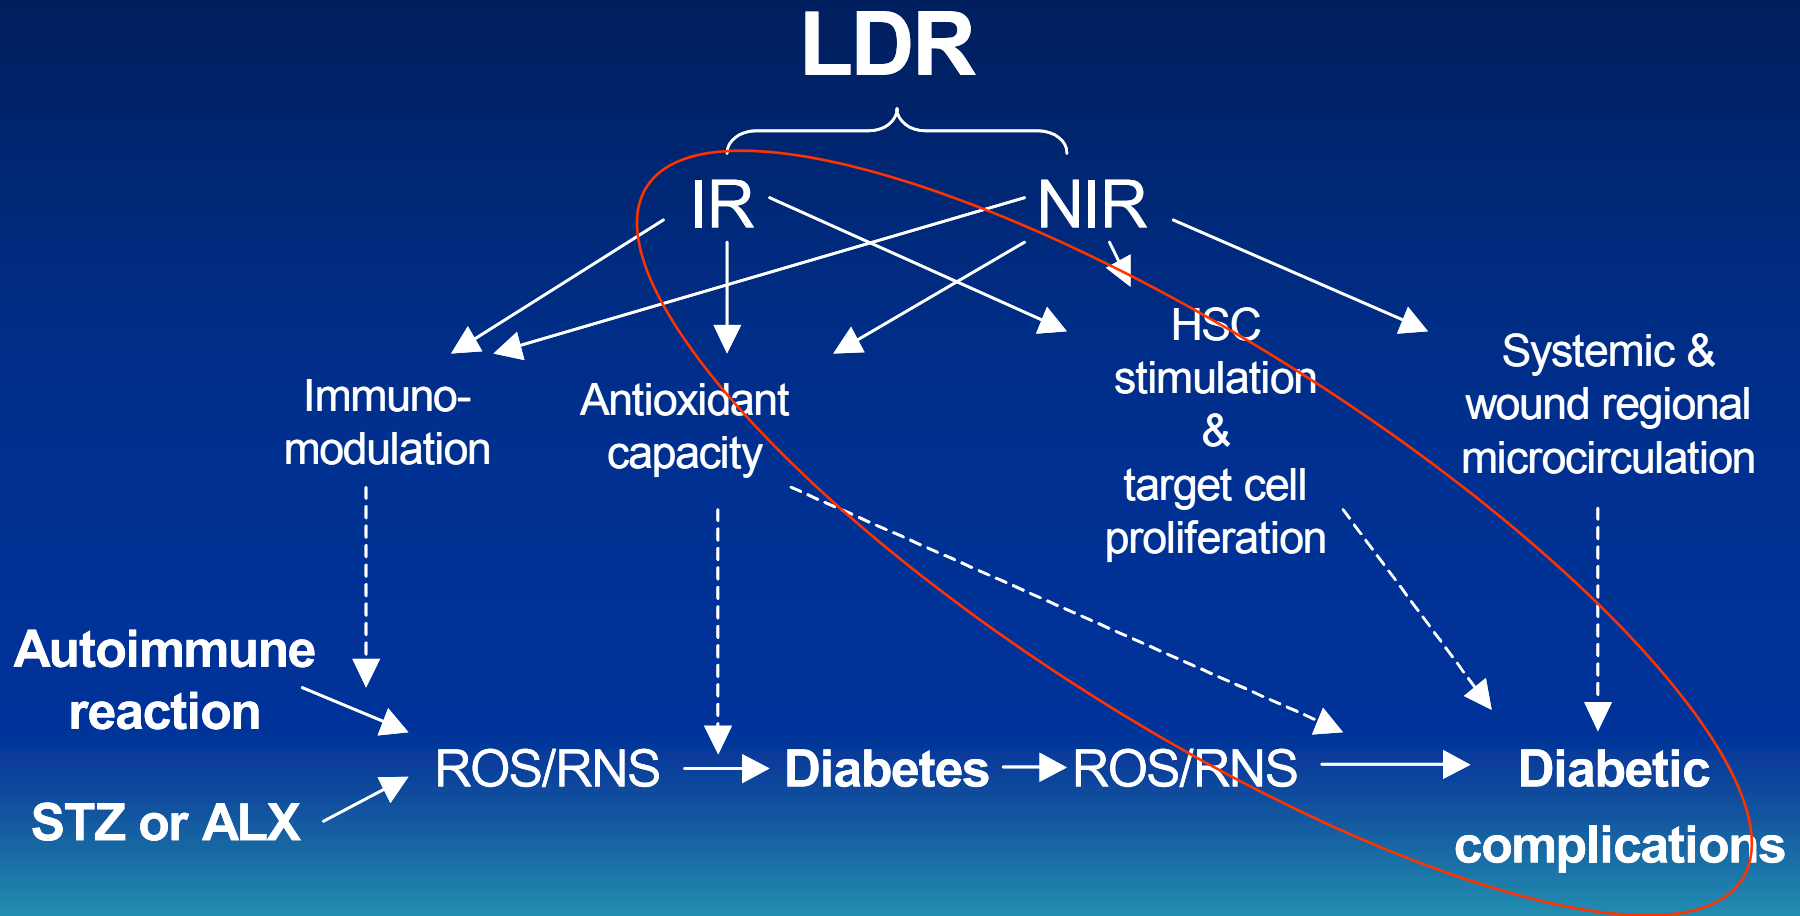 LDR
IR
NIR
Immuno-
modulation
Antioxidant
capacity
HSC
stimulation
&
target cell
proliferation
Systemic &
wound regional
microcirculation
Autoimmune
reaction
STZ or ALX
ROS/RNS
Diabetes
ROS/RNS
Diabetic
complications